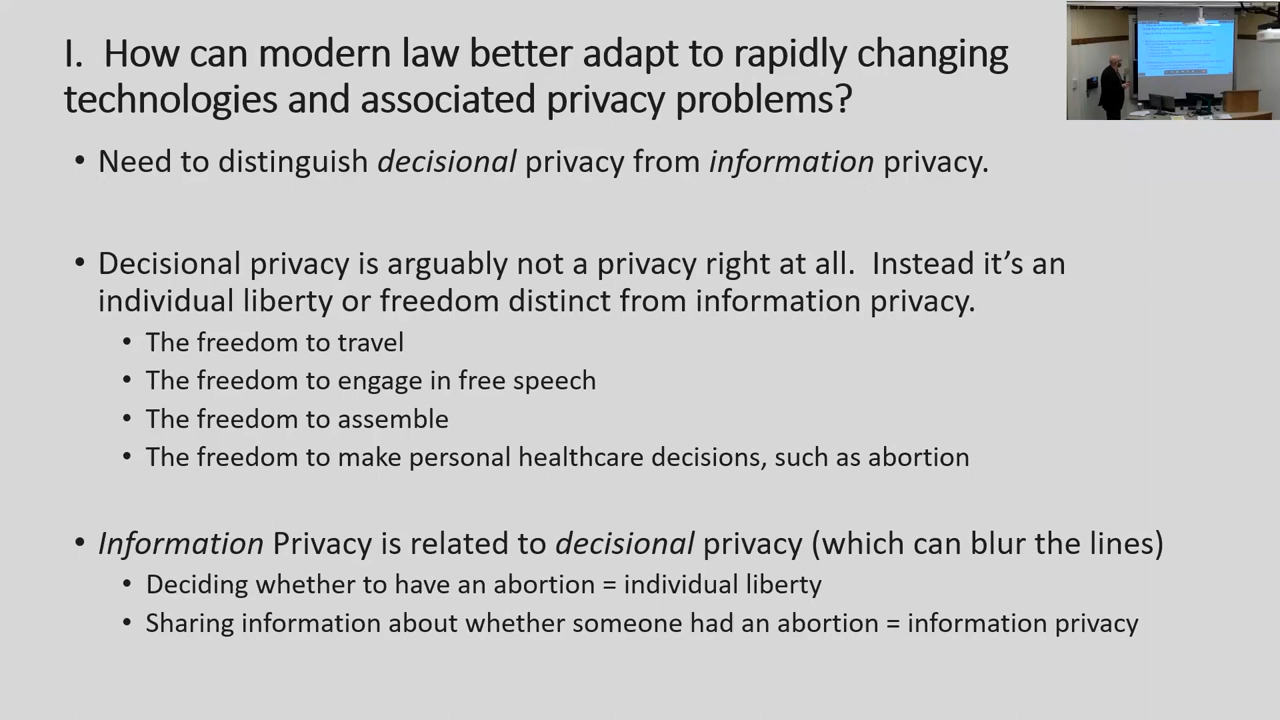 I. How can modern law better adapt to rapidly changing
technologies and associated privacy problems?
• Need to distinguish decisional privacy from information privacy.
• Decisional privacy is arguably not a privacy right at all. Instead it's an
individual liberty or freedom distinct from information privacy.
• The freedom to travel
• The freedom to engage in free speech
• The freedom to assemble
• The freedom to make personal healthcare decisions, such as abortion
• Information Privacy is related to decisional privacy (which can blur the lines)
• Deciding whether to have an abortion = individual liberty
• Sharing information about whether someone had an abortion = information privacy